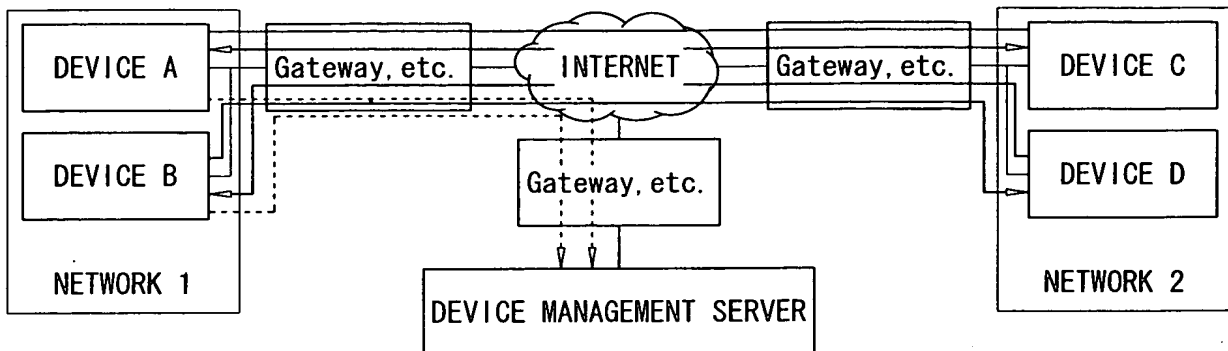 DEVICE A
Gateway, etc.
INTERNET
Gateway, etc.
DEVICE C
DEVICE B
Gateway, etc.
DEVICE D
NETWORK 1
DEVICE MANAGEMENT SERVER
NETWORK 2